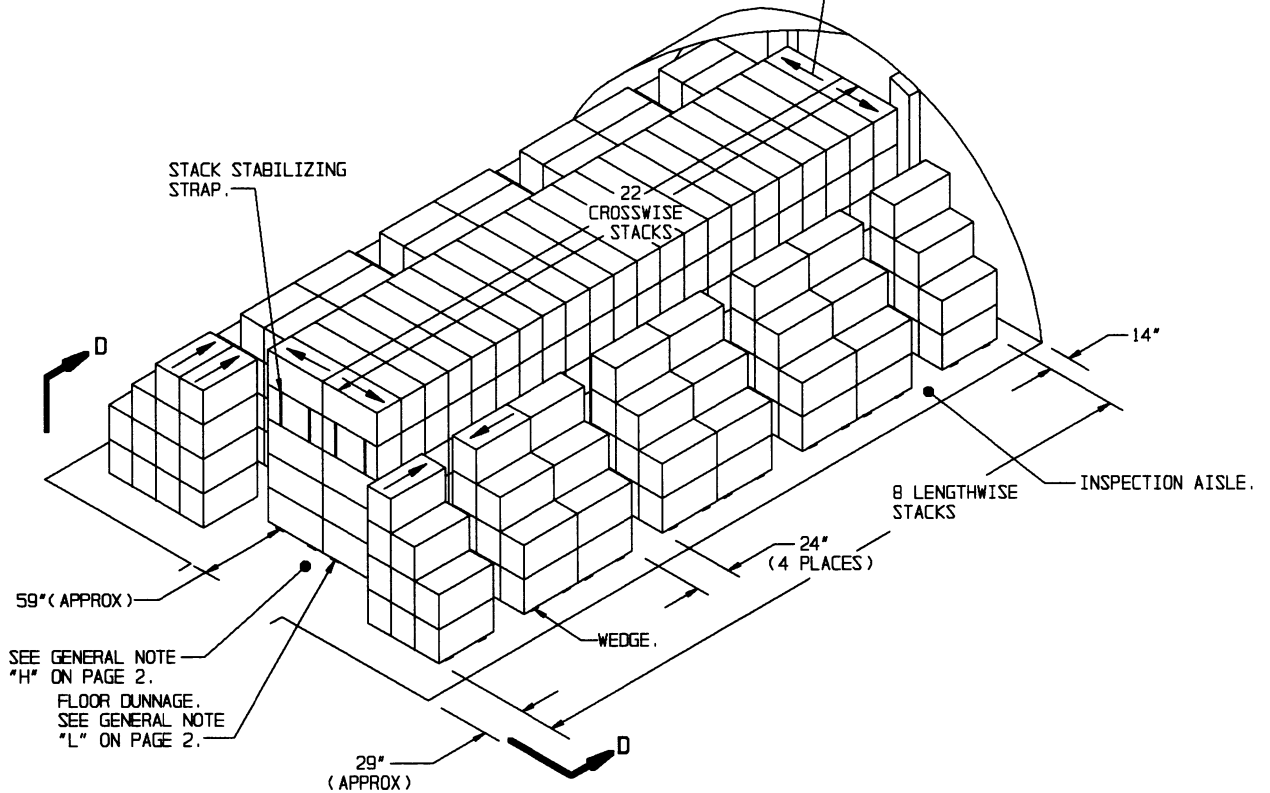 STACK STABILIZING
STRAP.
22
CROSSWISE
STACKS
D
14"
INSPECTION AISLE.
8 LENGTHWISE
STACKS
24"
(4 PLACES)
59"(APPROX)
WEDGE.
SEE GENERAL NOTE
"H" ON PAGE 2.
FLOOR DUNNAGE.
SEE GENERAL NOTE
"L" ON PAGE 2.
D
29"
(APPROX)